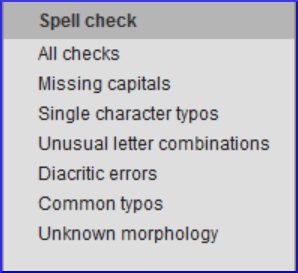 Spell check
All checks
Missing capitals
Single character typos
Unusual letter combinations
Diacritic errors
Common typos
Unknown morphology